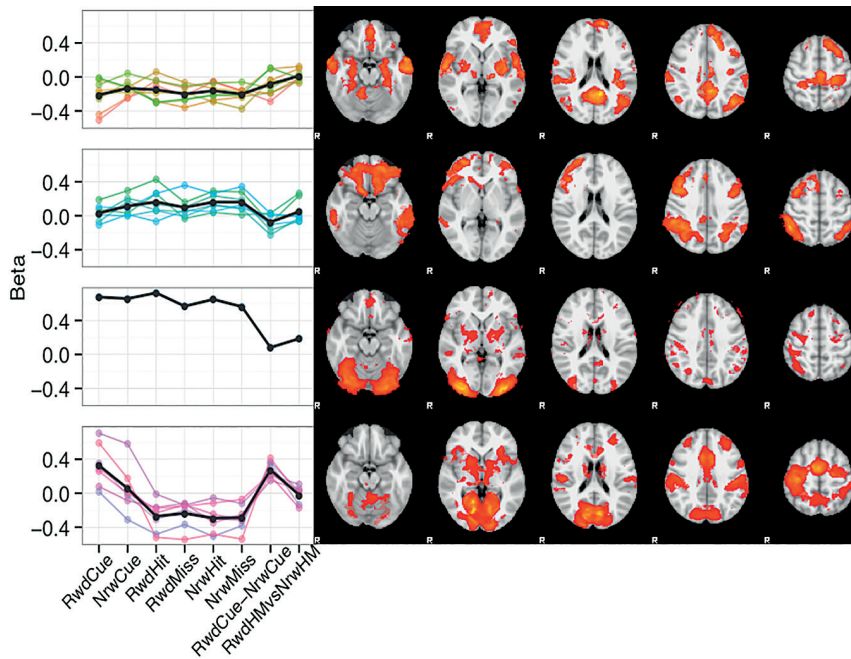 0.4
0.0
−0.4
R R R R R
0.4
0.0
−0.4
R R R R R
0.4
0.0
−0.4
R R R R R
0.4
0.0
−0.4
R R R R R
Beta
RwdCue
NrwCue
RwdHit
RwdMiss
NrwHit
NrwMiss
RwdCue−NrwCue
RwdHMvsNrwHM